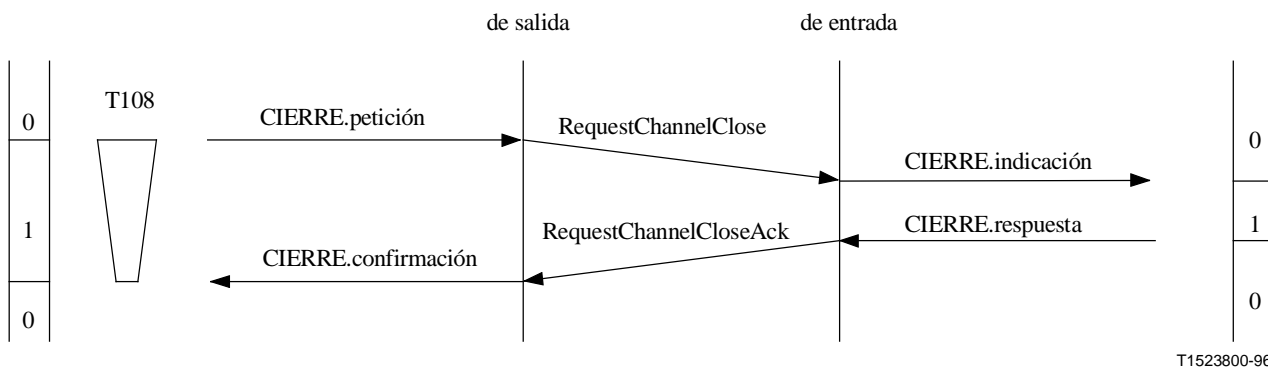 de salida
de entrada
T108
0
CIERRE.petición
RequestChannelClose
0
CIERRE.indicación
1
RequestChannelCloseAck
CIERRE.respuesta
1
CIERRE.confirmación
0
0
T1523800-96